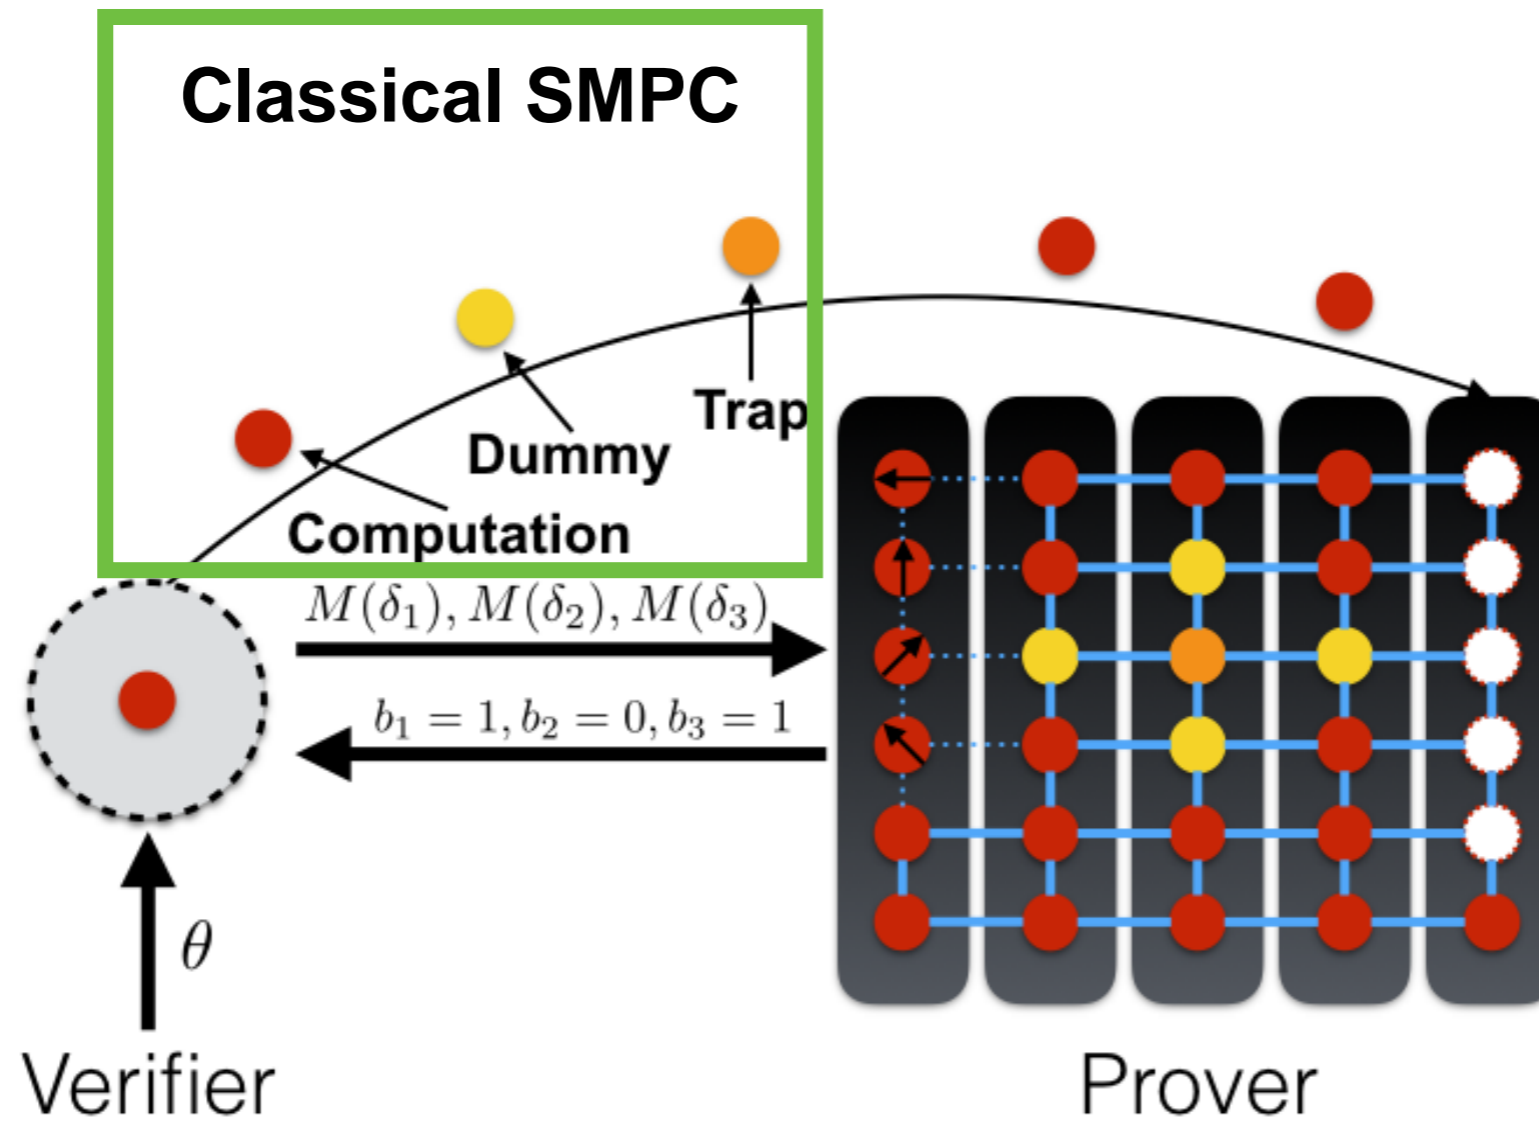 Classical SMPC
Trap
Dummy
Computation
M(δ₁), M(δ₂), M(δ₃)
b₁ = 1, b₂ = 0, b₃ = 1
θ
Verifier
Prover